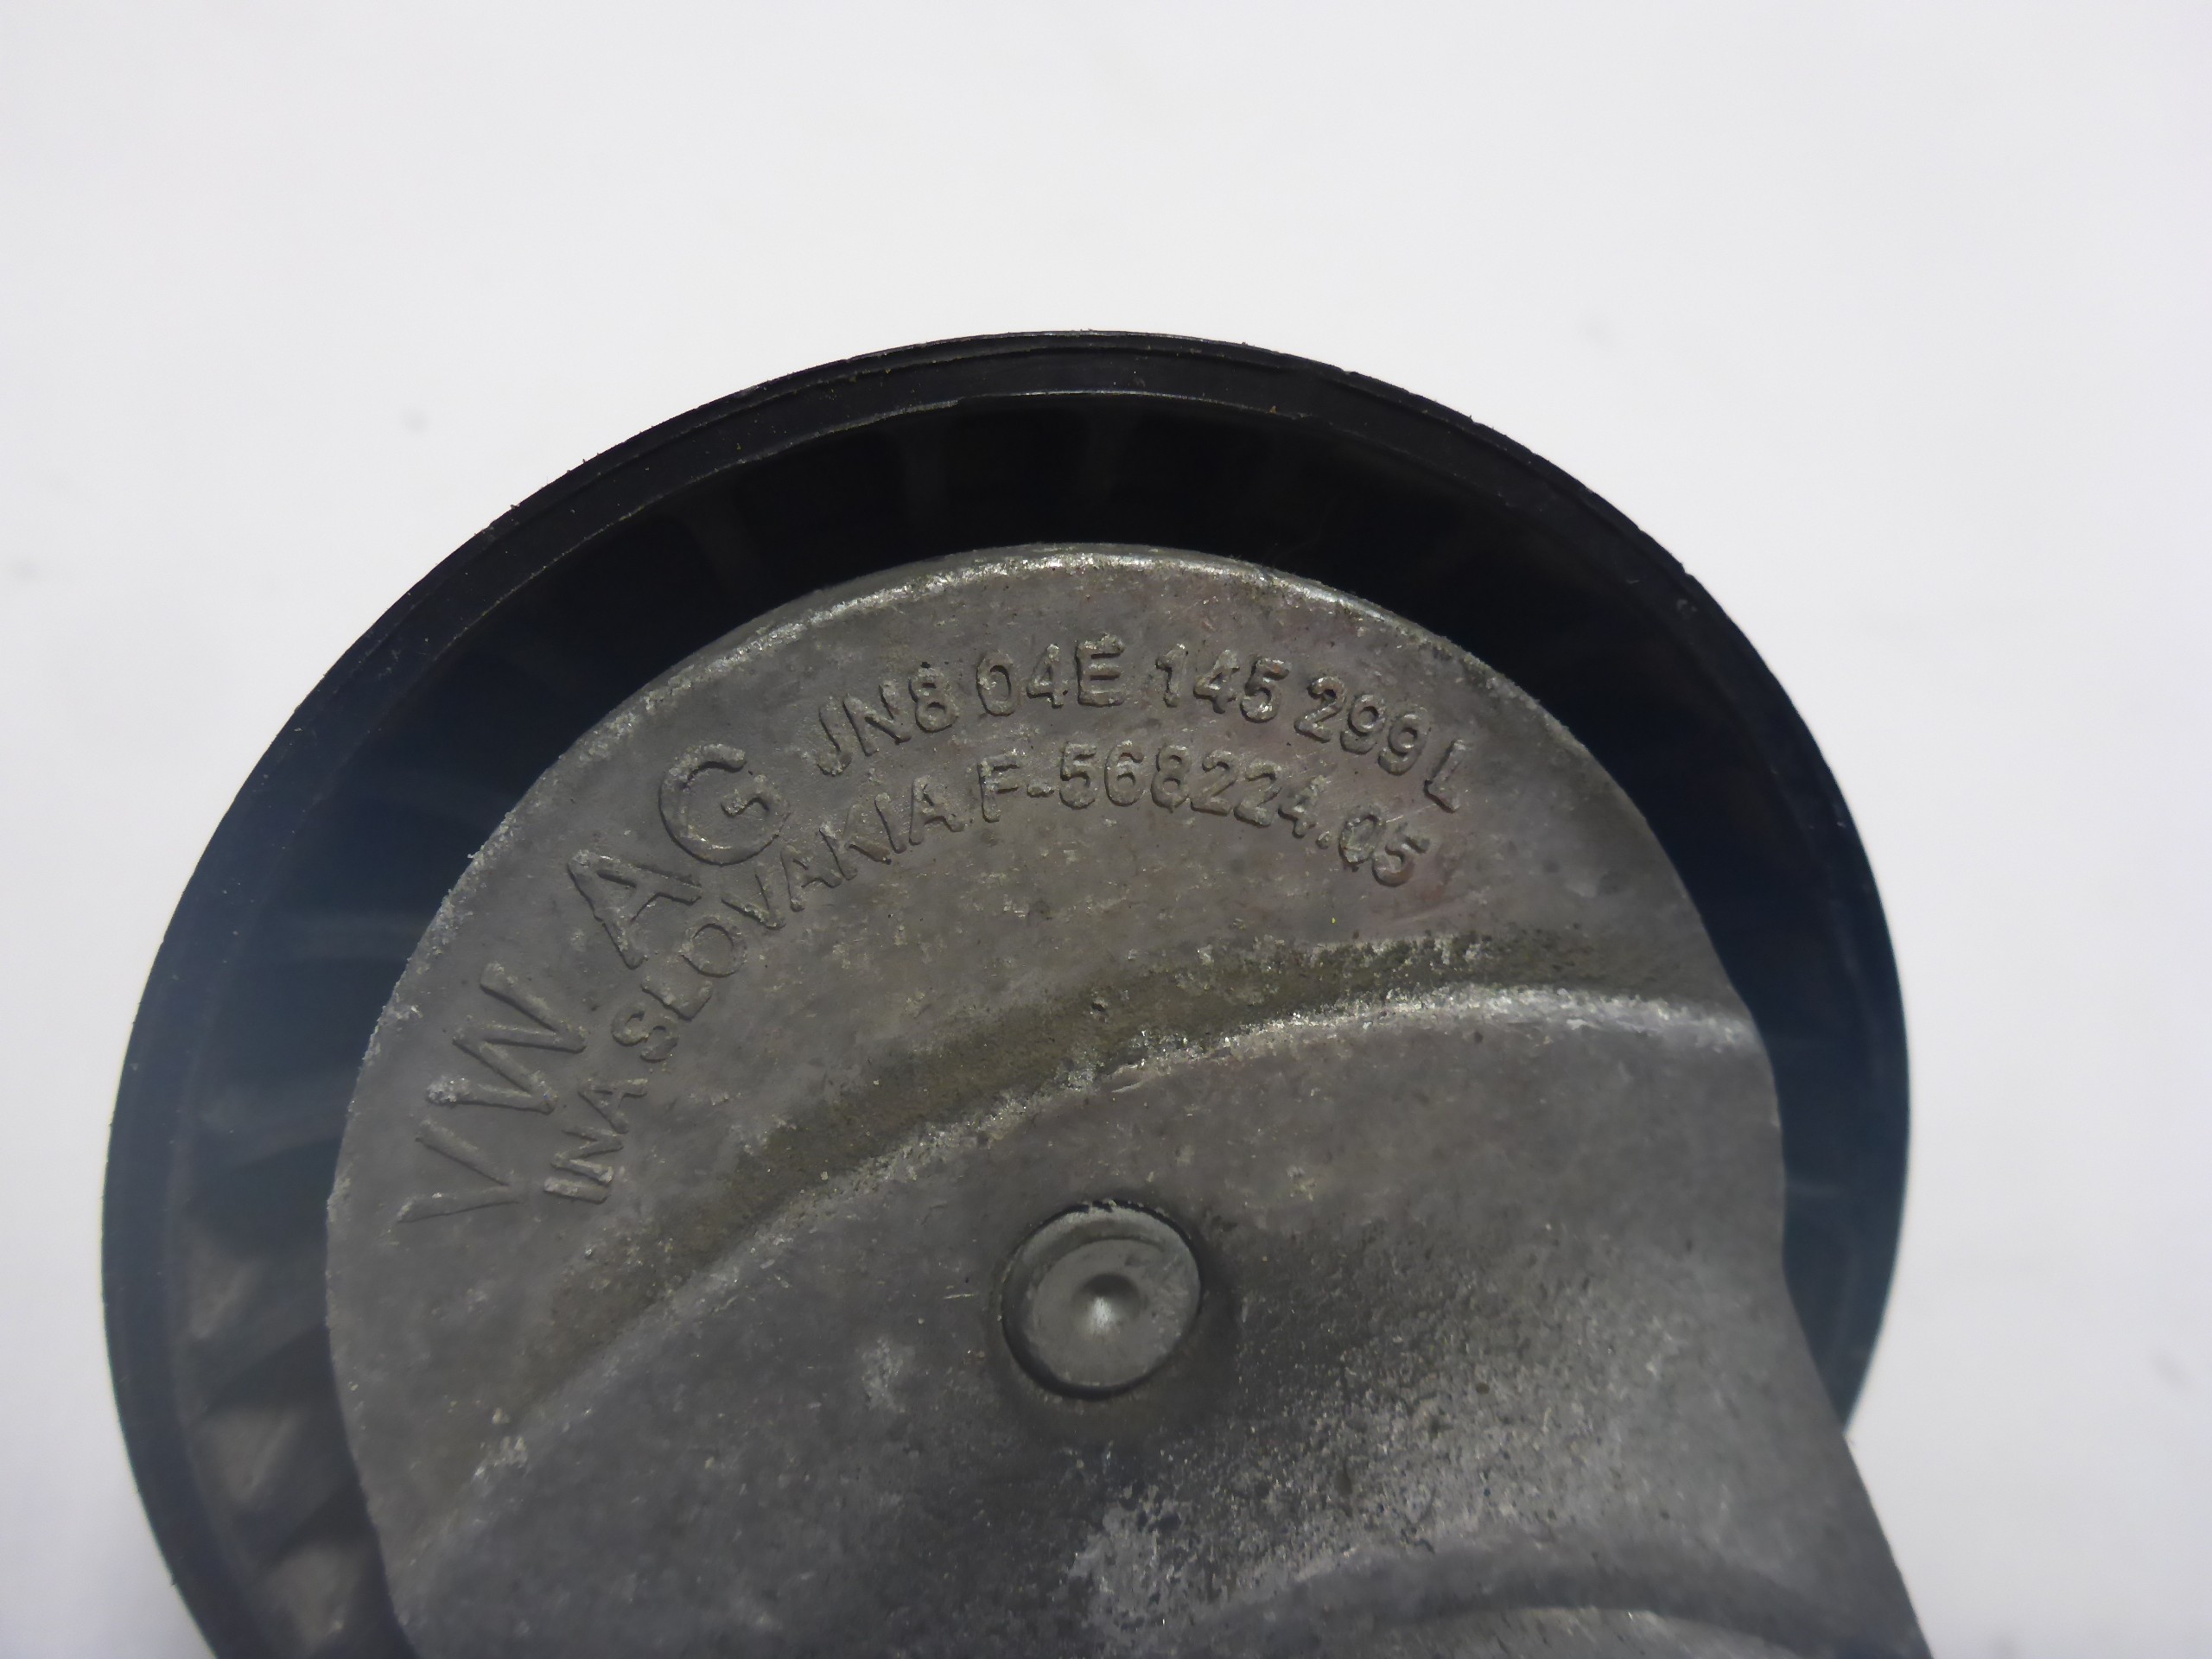 VW AG JN8 04E 145 299 L
INA SLOVAKIA F-568224.05